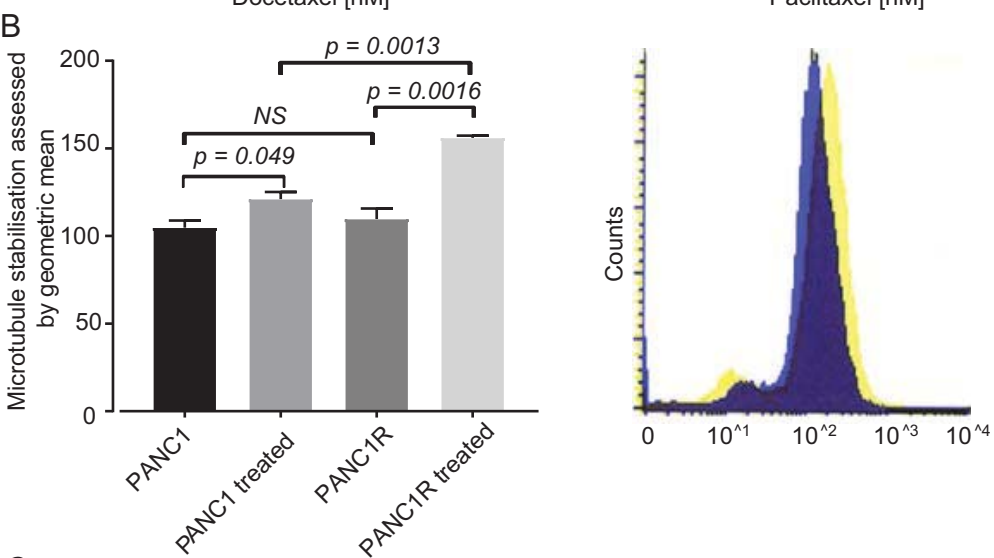 Docetaxel [nM]
Paclitaxel [nM]
B
Microtubule stabilisation assessed
by geometric mean
200
150
100
50
0
p = 0.0013
p = 0.0016
NS
p = 0.049
PANC1
PANC1 treated
PANC1R
PANC1R treated
Counts
0
10^1
10^2
10^3
10^4